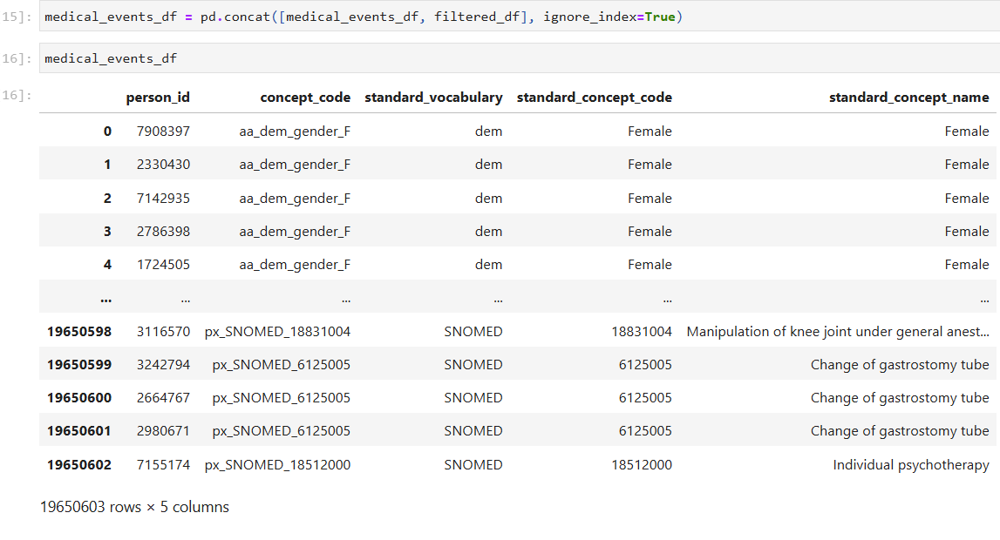 15]: medical_events_df = pd.concat([medical_events_df, filtered_df], ignore_index=True)
16]: medical_events_df
16]:
person_id concept_code standard_vocabulary standard_concept_code standard_concept_name
0 7908397 aa_dem_gender_F dem Female Female
1 2330430 aa_dem_gender_F dem Female Female
2 7142935 aa_dem_gender_F dem Female Female
3 2786398 aa_dem_gender_F dem Female Female
4 1724505 aa_dem_gender_F dem Female Female
... ... ... ... ... ...
19650598 3116570 px_SNOMED_18831004 SNOMED 18831004 Manipulation of knee joint under general anest...
19650599 3242794 px_SNOMED_6125005 SNOMED 6125005 Change of gastrostomy tube
19650600 2664767 px_SNOMED_6125005 SNOMED 6125005 Change of gastrostomy tube
19650601 2980671 px_SNOMED_6125005 SNOMED 6125005 Change of gastrostomy tube
19650602 7155174 px_SNOMED_18512000 SNOMED 18512000 Individual psychotherapy
19650603 rows × 5 columns